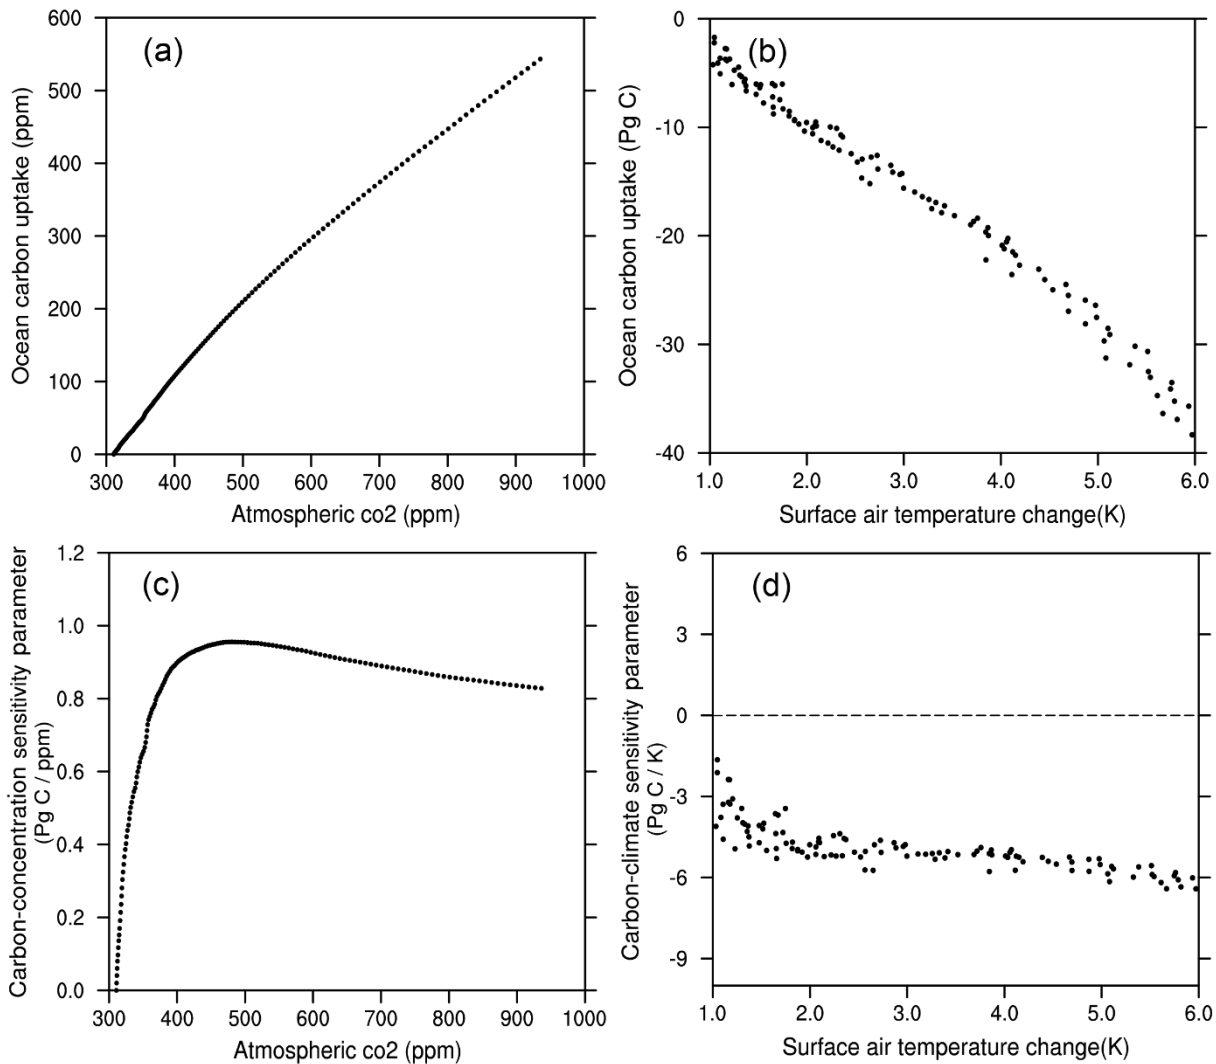 (a)
Ocean carbon uptake (ppm)
600
500
400
300
200
100
0
300 400 500 600 700 800 900 1000
Atmospheric co2 (ppm)
(b)
Ocean carbon uptake (Pg C)
0
-10
-20
-30
-40
1.0 2.0 3.0 4.0 5.0 6.0
Surface air temperature change(K)
(c)
Carbon-concentration sensitivity parameter
(Pg C / ppm)
1.2
1.0
0.8
0.6
0.4
0.2
0.0
300 400 500 600 700 800 900 1000
Atmospheric co2 (ppm)
(d)
Carbon-climate sensitivity parameter
(Pg C / K)
6
3
0
-3
-6
-9
1.0 2.0 3.0 4.0 5.0 6.0
Surface air temperature change(K)